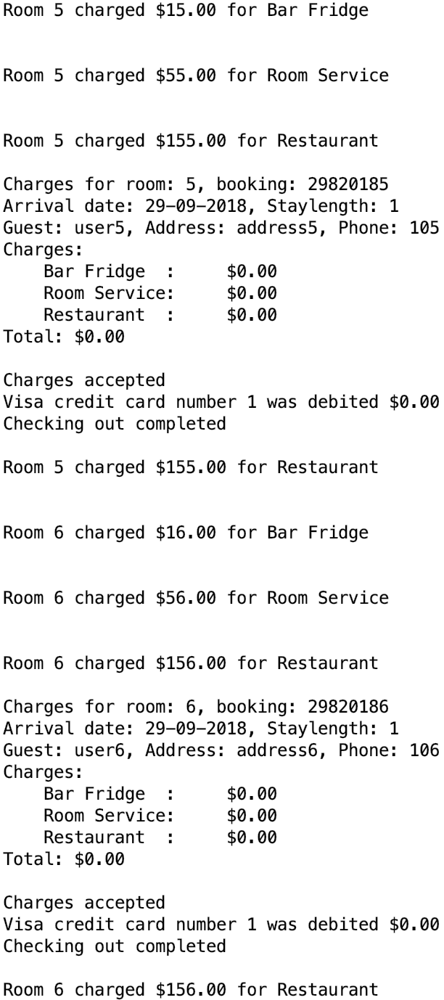 Room 5 charged $15.00 for Bar Fridge
Room 5 charged $55.00 for Room Service
Room 5 charged $155.00 for Restaurant
Charges for room: 5, booking: 29820185
Arrival date: 29-09-2018, Staylength: 1
Guest: user5, Address: address5, Phone: 105
Charges:
    Bar Fridge  :     $0.00
    Room Service:     $0.00
    Restaurant  :     $0.00
Total: $0.00
Charges accepted
Visa credit card number 1 was debited $0.00
Checking out completed
Room 5 charged $155.00 for Restaurant
Room 6 charged $16.00 for Bar Fridge
Room 6 charged $56.00 for Room Service
Room 6 charged $156.00 for Restaurant
Charges for room: 6, booking: 29820186
Arrival date: 29-09-2018, Staylength: 1
Guest: user6, Address: address6, Phone: 106
Charges:
    Bar Fridge  :     $0.00
    Room Service:     $0.00
    Restaurant  :     $0.00
Total: $0.00
Charges accepted
Visa credit card number 1 was debited $0.00
Checking out completed
Room 6 charged $156.00 for Restaurant